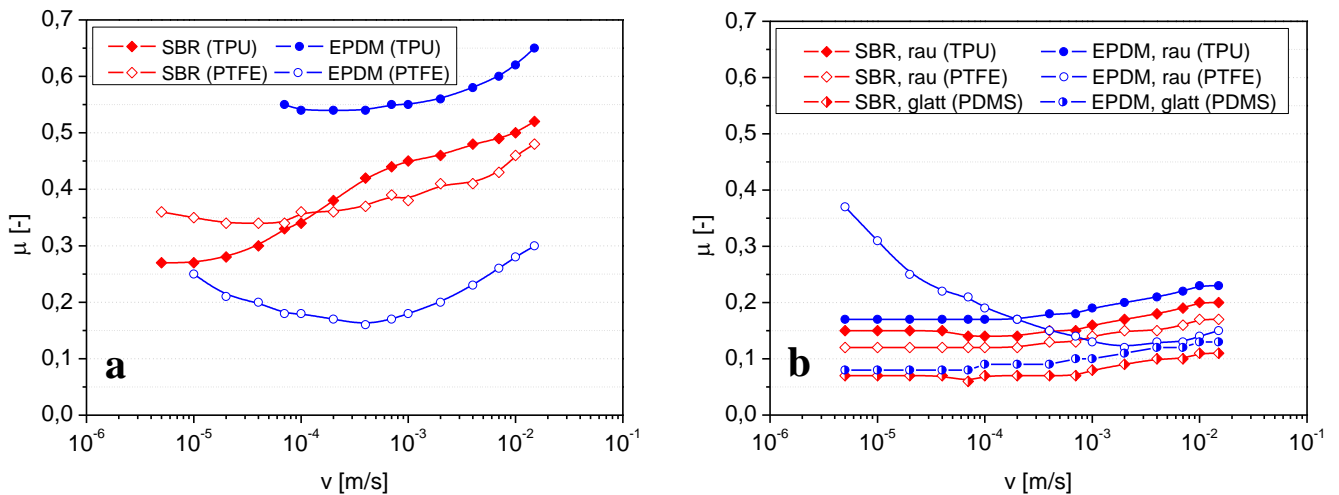 0,7
0,6
0,5
0,4
0,3
0,2
0,1
0,0
μ [-]
SBR (TPU) EPDM (TPU)
SBR (PTFE) EPDM (PTFE)
a
10-6 10-5 10-4 10-3 10-2 10-1
v [m/s]
0,7
0,6
0,5
0,4
0,3
0,2
0,1
0,0
μ [-]
SBR, rau (TPU) EPDM, rau (TPU)
SBR, rau (PTFE) EPDM, rau (PTFE)
SBR, glatt (PDMS) EPDM, glatt (PDMS)
b
10-6 10-5 10-4 10-3 10-2 10-1
v [m/s]